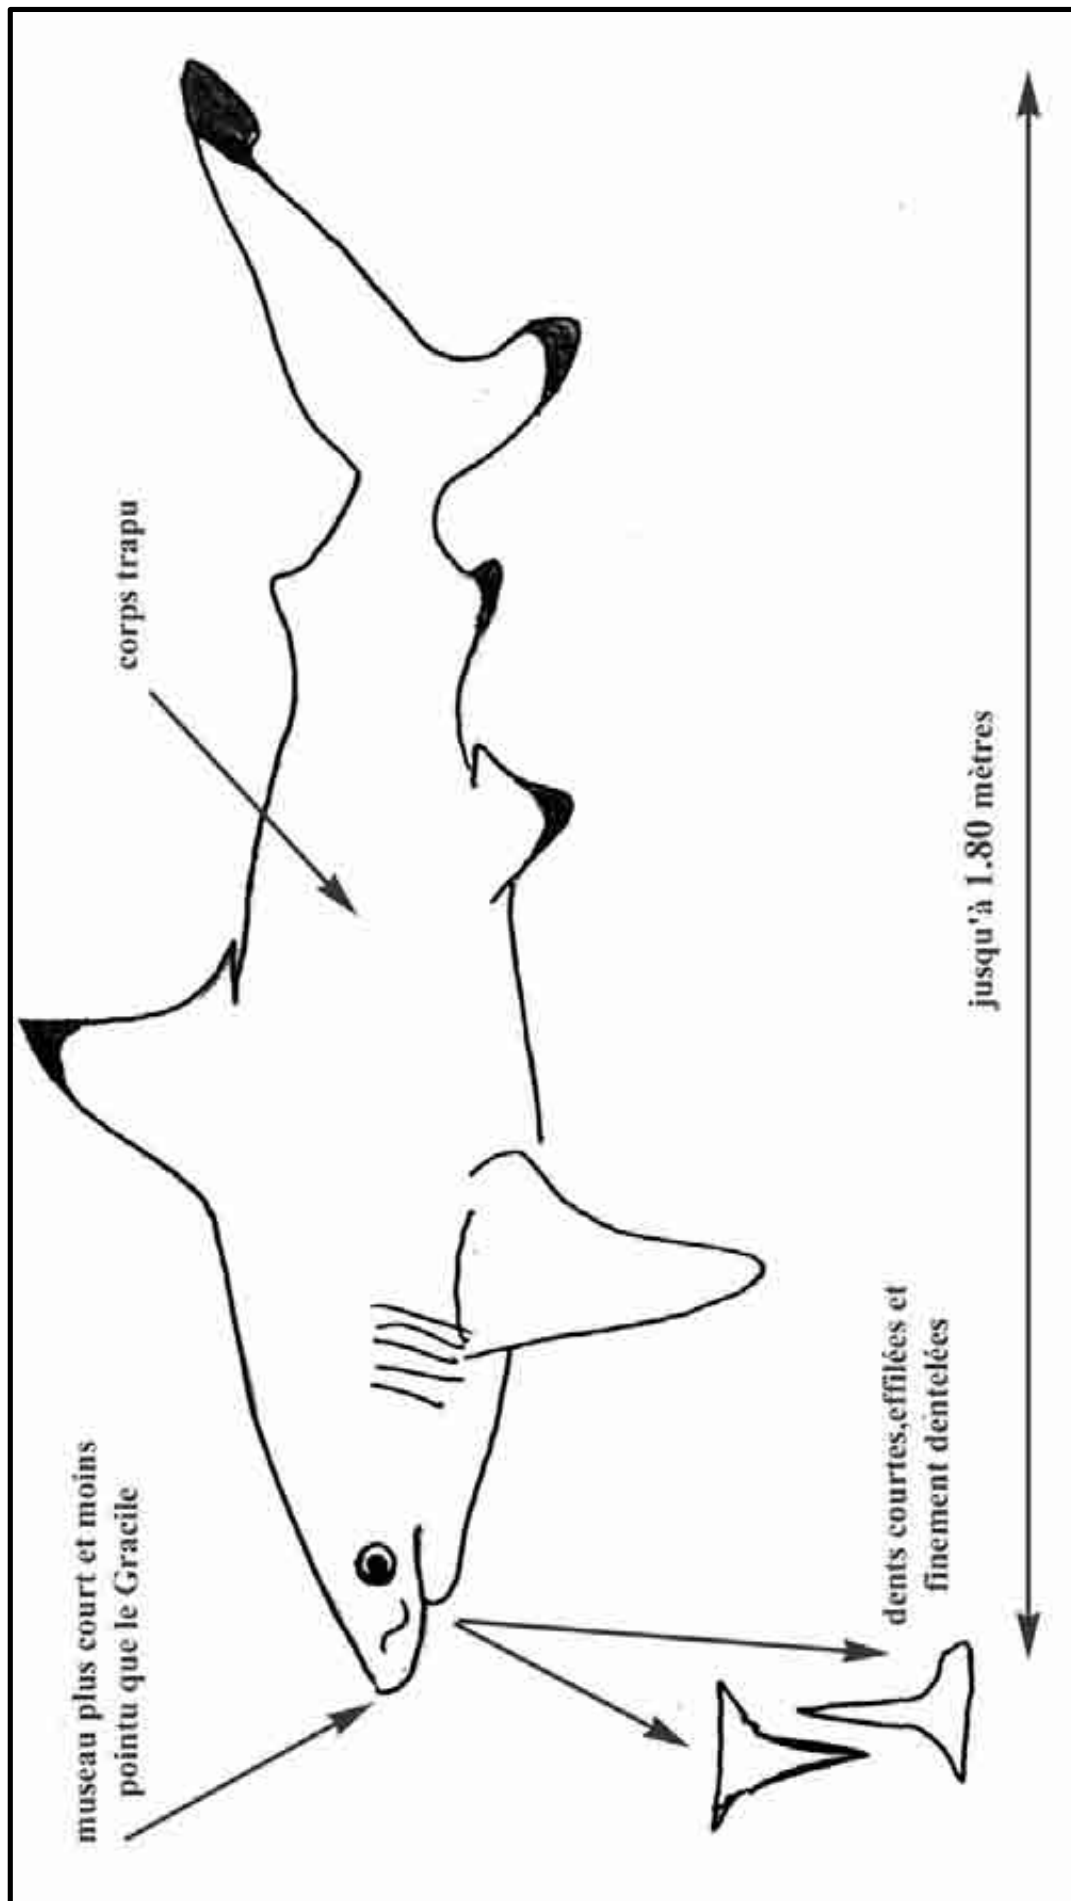 museau plus court et moins
pointu que le Gracile
corps trapu
dents courtes,effilées et
finement dentelées
jusqu'à 1.80 mètres